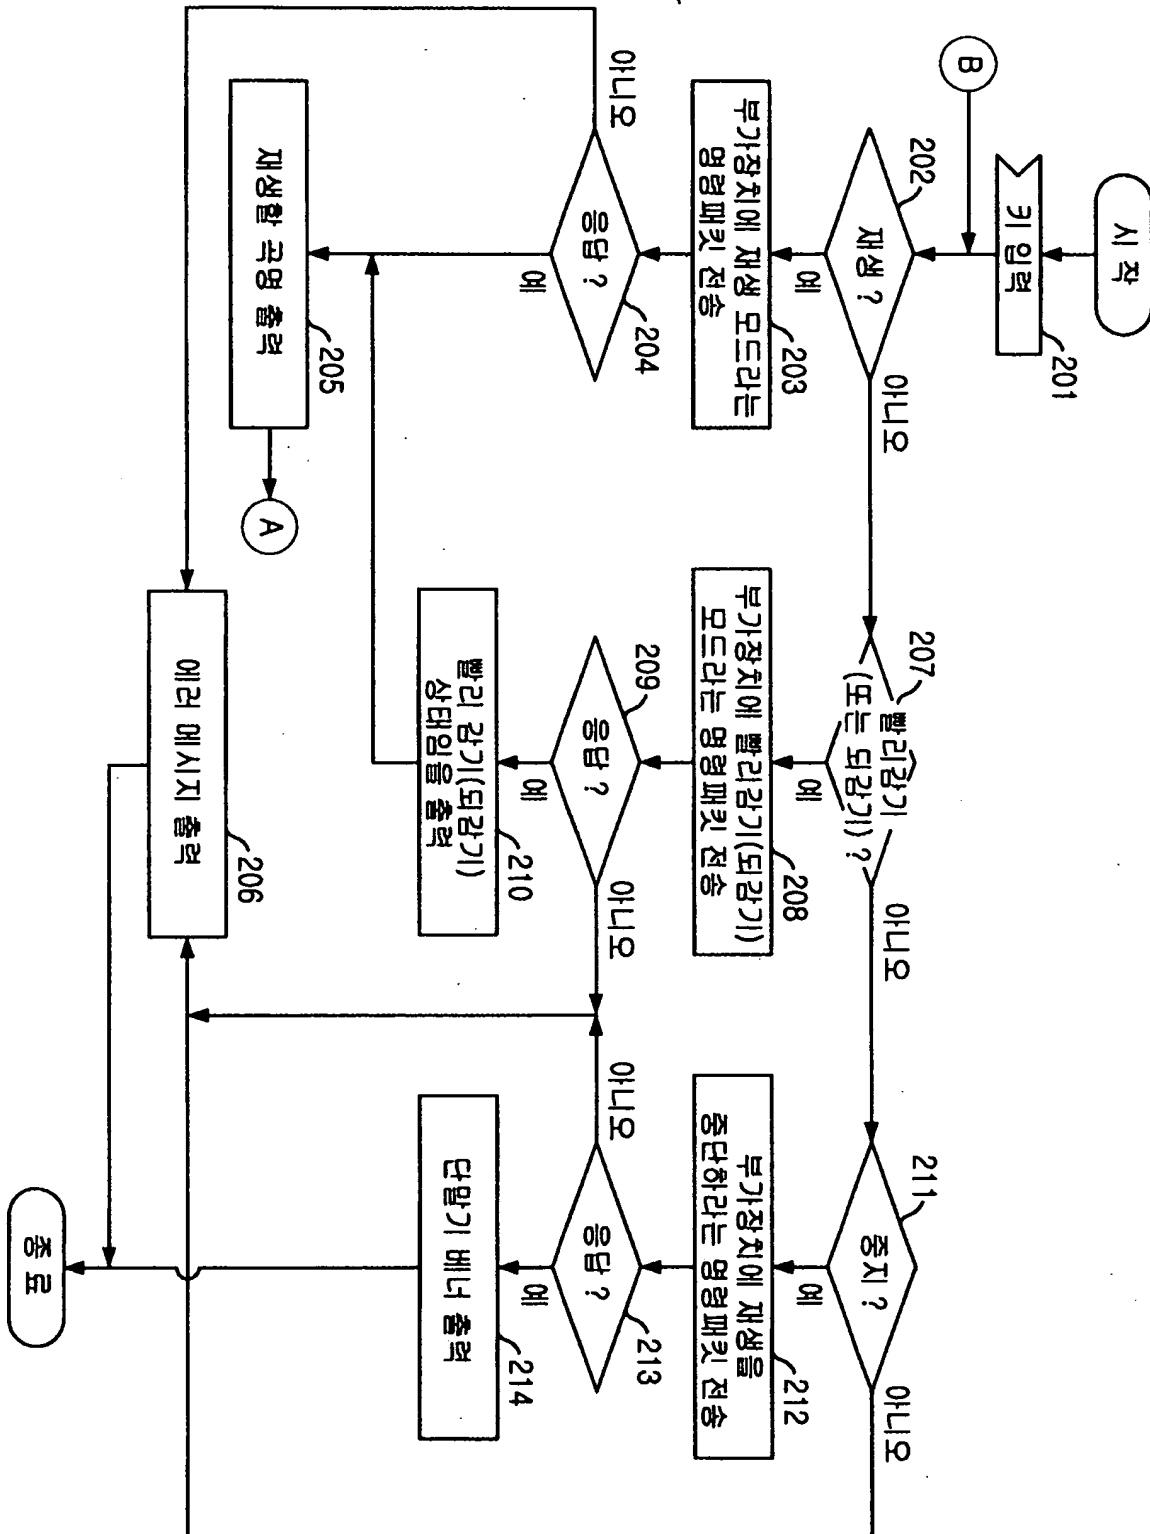 시 작
키 입력
201
B
재생 ?
202
예
아니오
부가장치에 재생 모드라는
명령패킷 전송
203
응답 ?
204
예
아니오
재생할 곡명 출력
205
A
에러 메시지 출력
206
빨리감기
(또는 되감기) ?
207
예
아니오
부가장치에 빨리감기(되감기)
모드라는 명령패킷 전송
208
응답 ?
209
예
아니오
빨리 감기(되감기)
상태임을 출력
210
중지 ?
211
예
아니오
부가장치에 재생을
중단하라는 명령패킷 전송
212
응답 ?
213
예
아니오
단말기 베너 출력
214
종 료